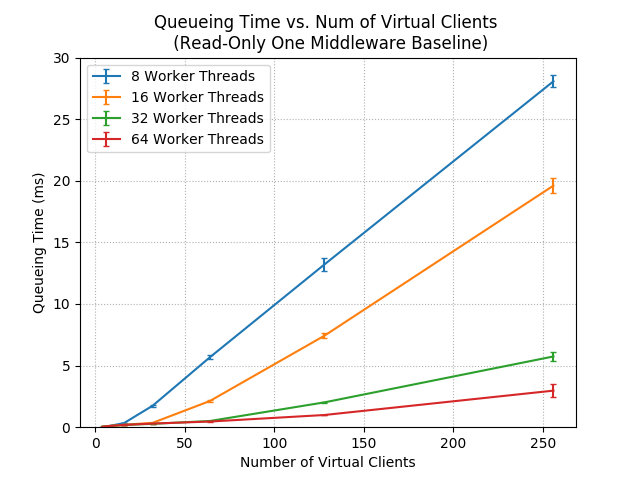 Queueing Time vs. Num of Virtual Clients
(Read-Only One Middleware Baseline)
8 Worker Threads
16 Worker Threads
32 Worker Threads
64 Worker Threads
30
25
20
15
10
5
0
Queueing Time (ms)
0 50 100 150 200 250
Number of Virtual Clients